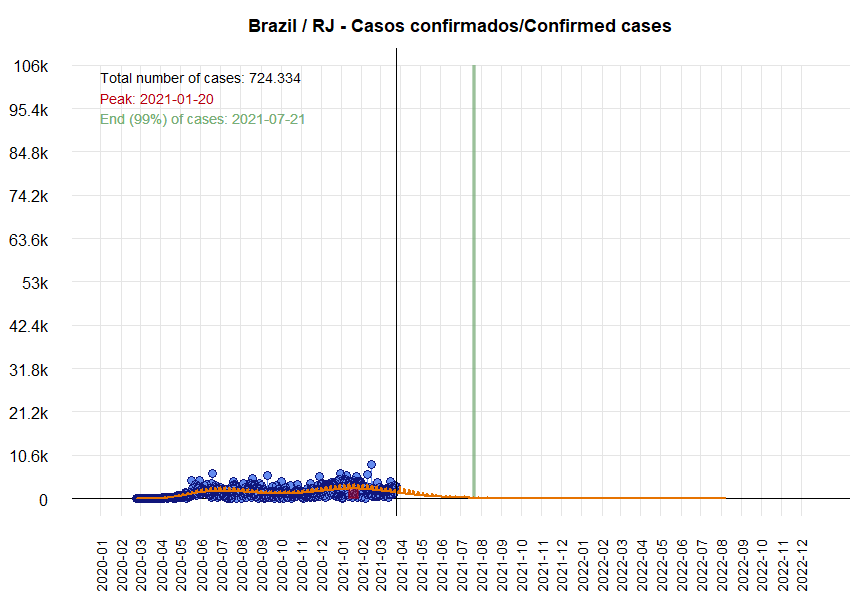 Brazil / RJ - Casos confirmados/Confirmed cases
106k
95.4k
84.8k
74.2k
63.6k
53k
42.4k
31.8k
21.2k
10.6k
0
Total number of cases: 724.334
Peak: 2021-01-20
End (99%) of cases: 2021-07-21
2020-01
2020-02
2020-03
2020-04
2020-05
2020-06
2020-07
2020-08
2020-09
2020-10
2020-11
2020-12
2021-01
2021-02
2021-03
2021-04
2021-05
2021-06
2021-07
2021-08
2021-09
2021-10
2021-11
2021-12
2022-01
2022-02
2022-03
2022-04
2022-05
2022-06
2022-07
2022-08
2022-09
2022-10
2022-11
2022-12